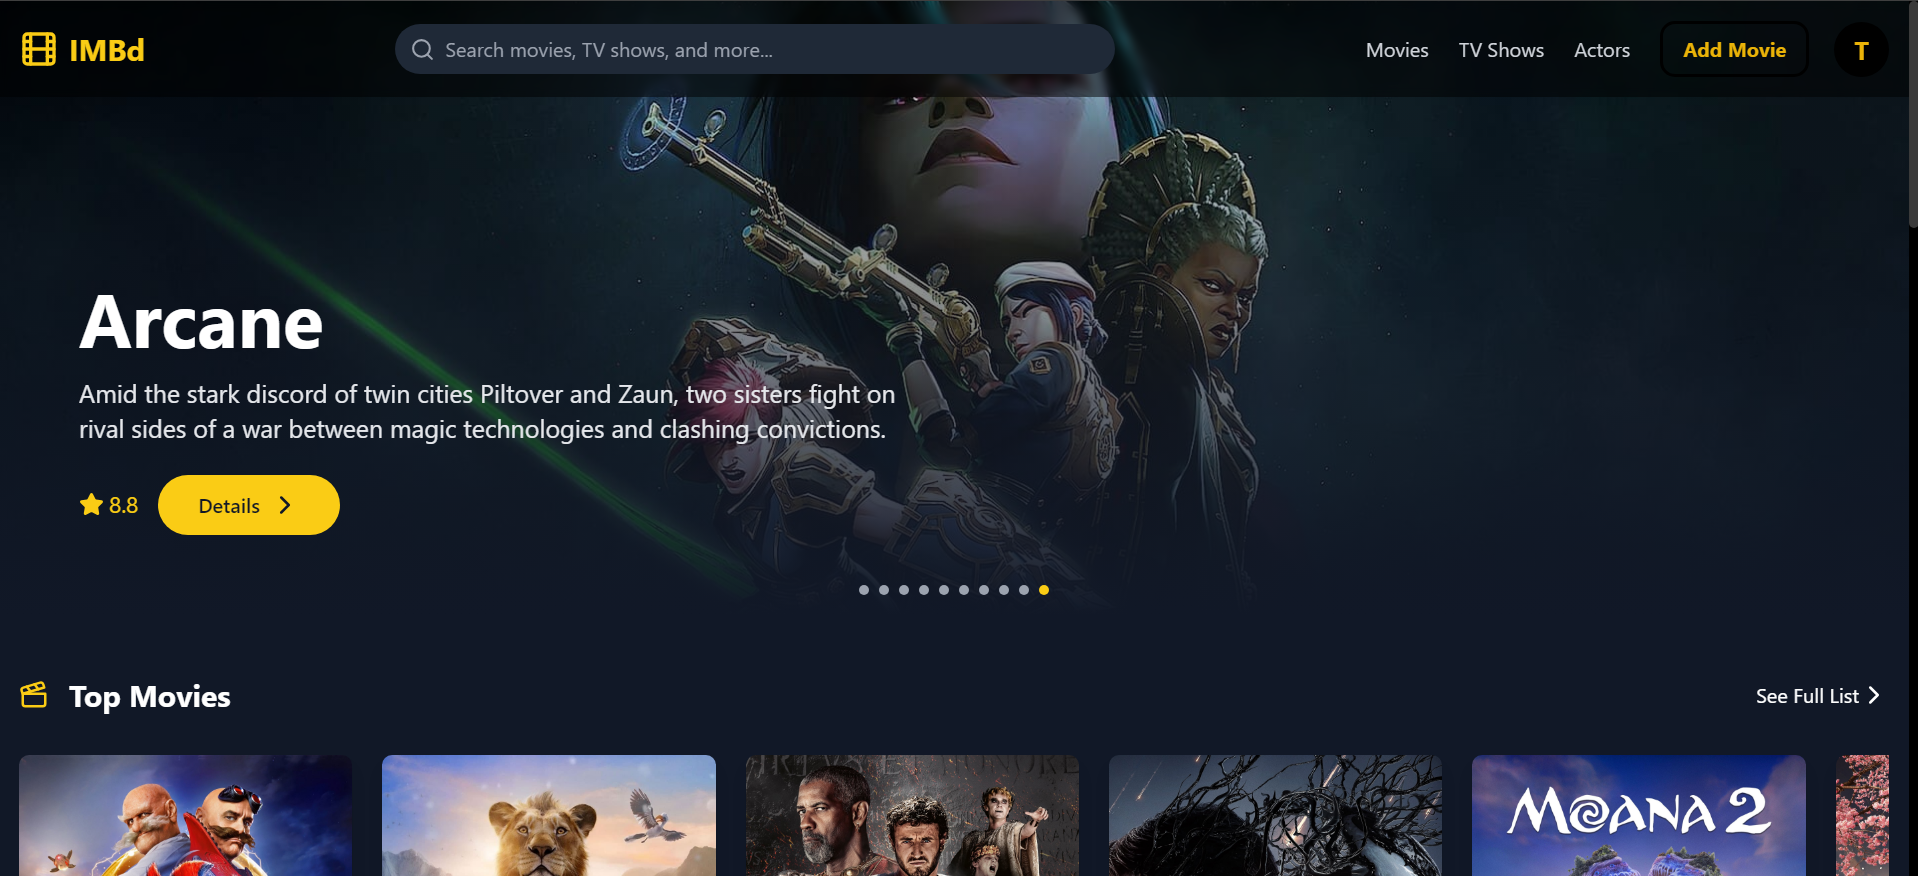 IMBd
Search movies, TV shows, and more...
Movies
TV Shows
Actors
Add Movie
T
Arcane
Amid the stark discord of twin cities Piltover and Zaun, two sisters fight on
rival sides of a war between magic technologies and clashing convictions.
8.8
Details
Top Movies
See Full List
MOANA 2